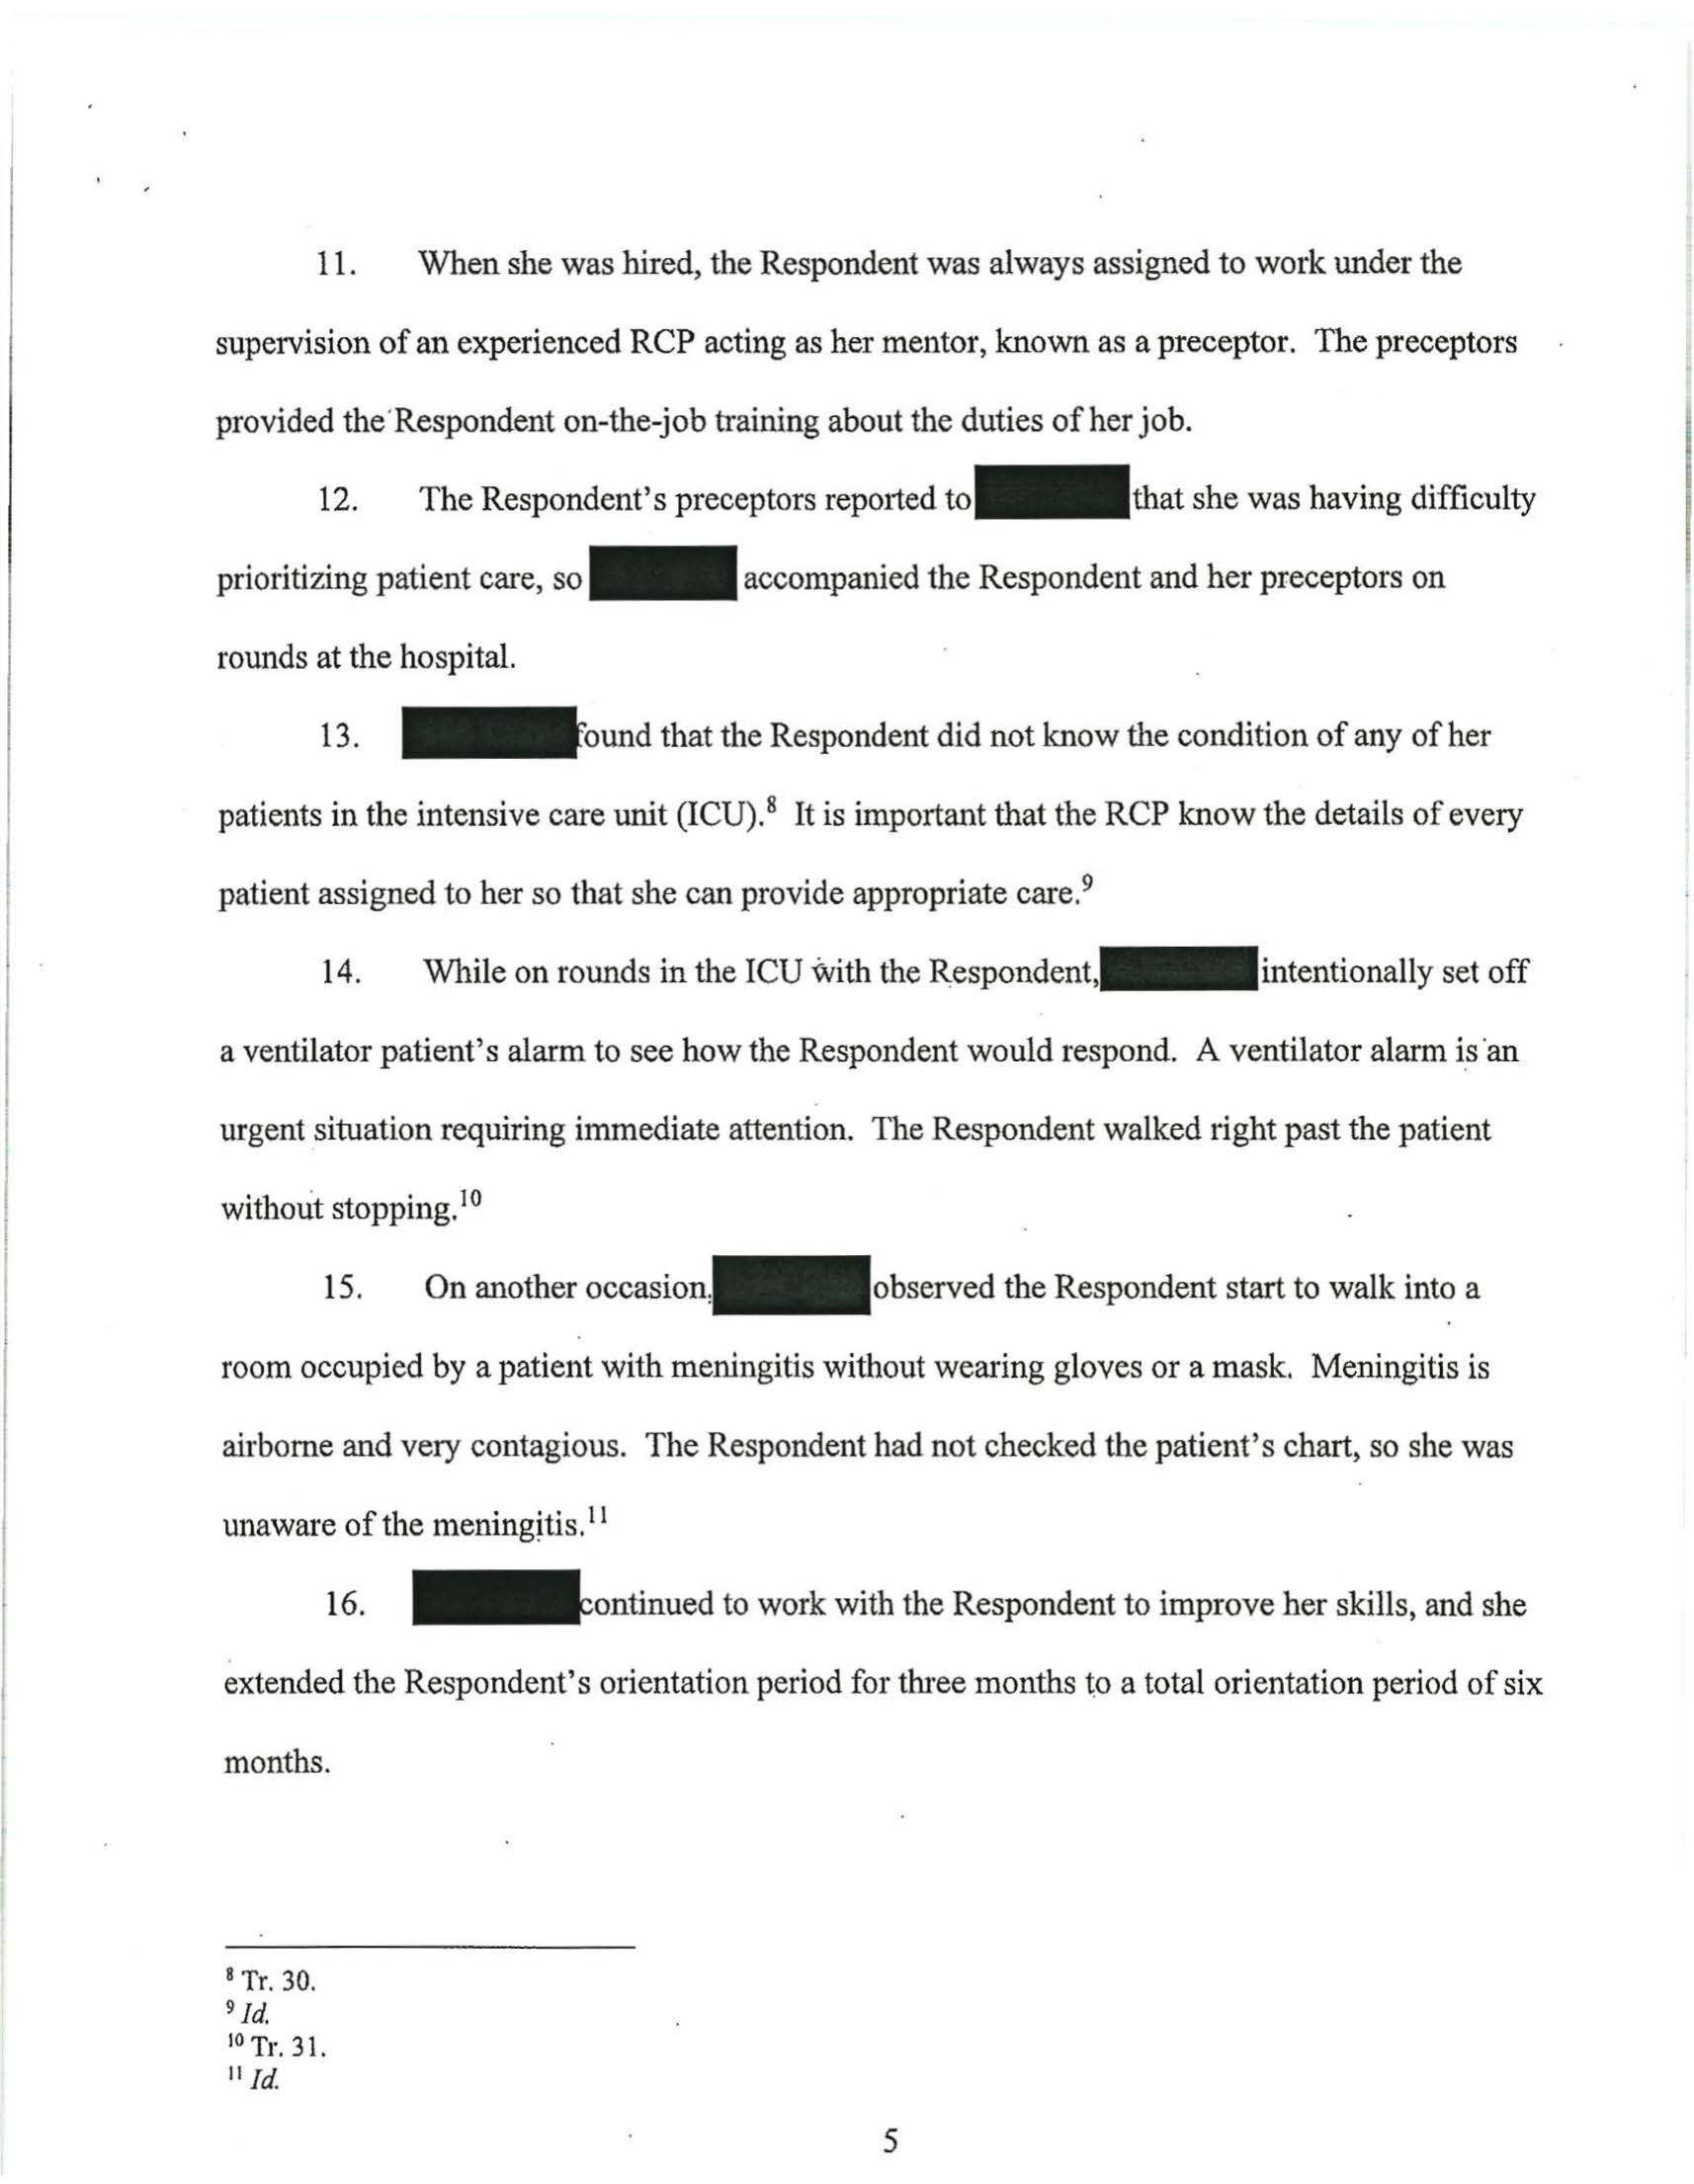 11. When she was hired, the Respondent was always assigned to work under the
supervision of an experienced RCP acting as her mentor, known as a preceptor. The preceptors
provided the Respondent on-the-job training about the duties of her job.
12. The Respondent's preceptors reported to that she was having difficulty
prioritizing patient care, so accompanied the Respondent and her preceptors on
rounds at the hospital.
13. found that the Respondent did not know the condition of any of her
patients in the intensive care unit (ICU).⁸ It is important that the RCP know the details of every
patient assigned to her so that she can provide appropriate care.⁹
14. While on rounds in the ICU with the Respondent, intentionally set off
a ventilator patient's alarm to see how the Respondent would respond. A ventilator alarm is an
urgent situation requiring immediate attention. The Respondent walked right past the patient
without stopping.¹⁰
15. On another occasion, observed the Respondent start to walk into a
room occupied by a patient with meningitis without wearing gloves or a mask. Meningitis is
airborne and very contagious. The Respondent had not checked the patient's chart, so she was
unaware of the meningitis.¹¹
16. continued to work with the Respondent to improve her skills, and she
extended the Respondent's orientation period for three months to a total orientation period of six
months.
⁸ Tr. 30.
⁹ Id.
¹⁰ Tr. 31.
¹¹ Id.
5